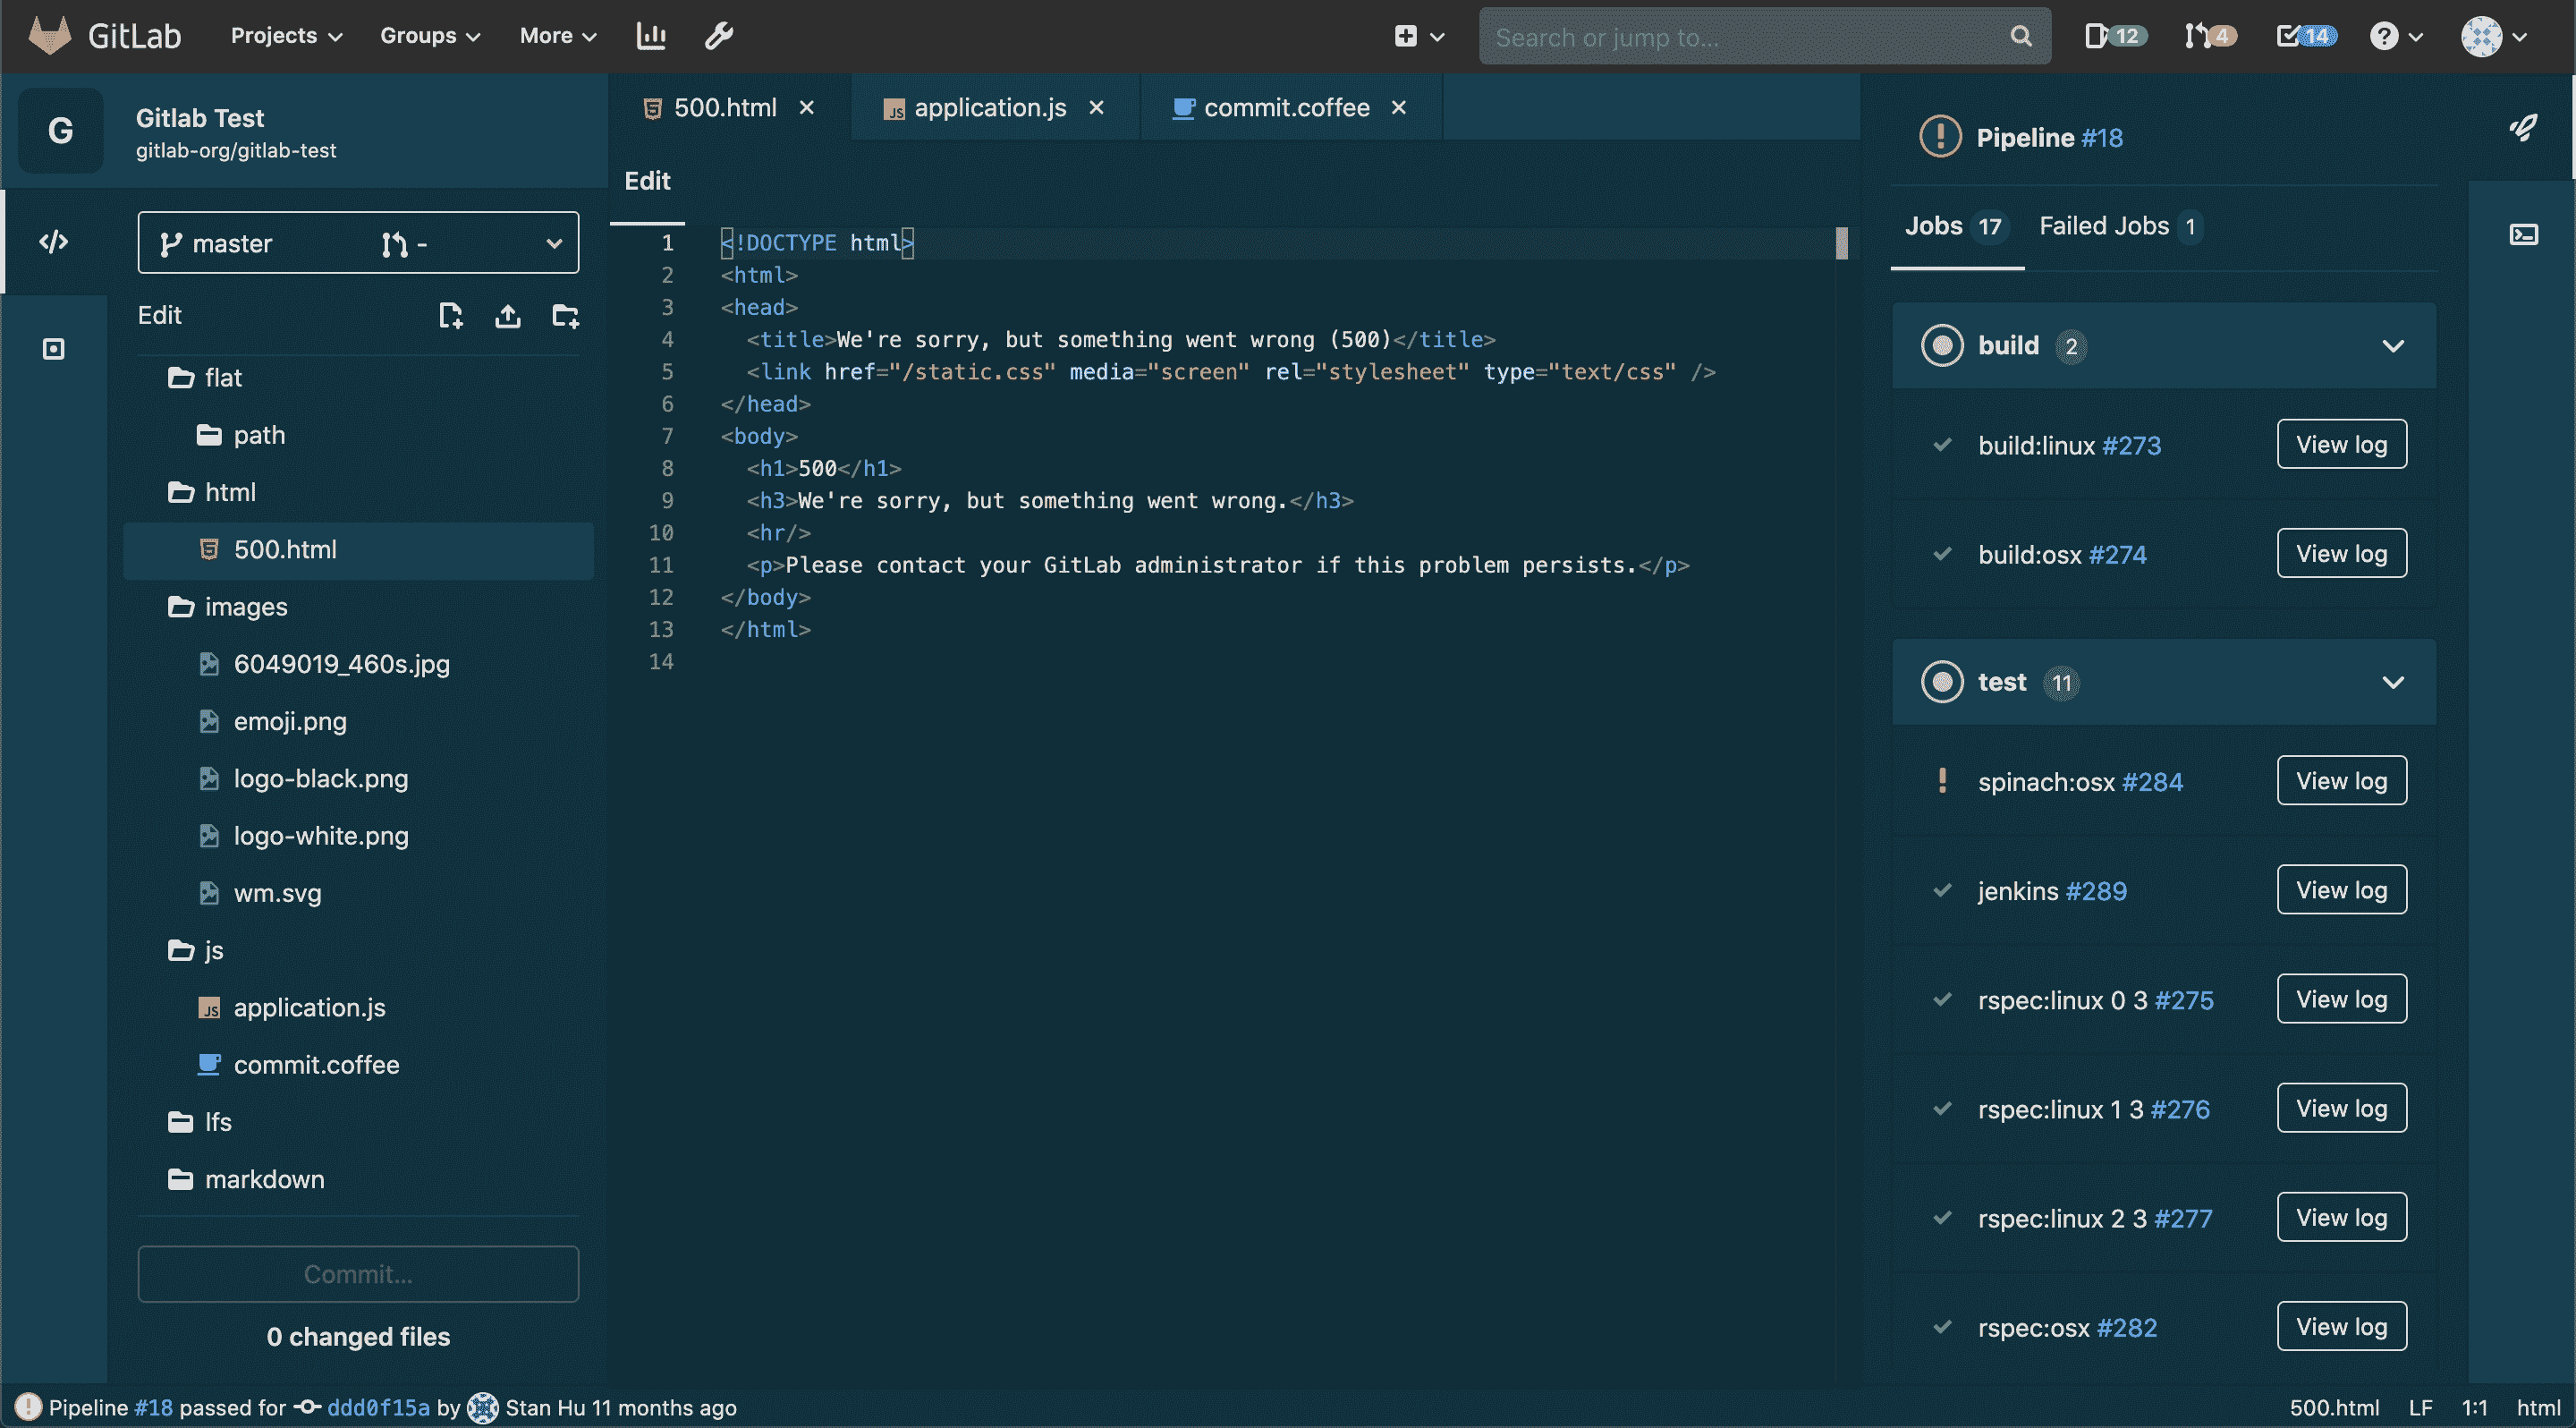 GitLab Projects Groups More Search or jump to... 12 4 14
G
Gitlab Test
gitlab-org/gitlab-test
master -
Edit
flat
path
html
500.html
images
6049019_460s.jpg
emoji.png
logo-black.png
logo-white.png
wm.svg
js
application.js
commit.coffee
lfs
markdown
Commit...
0 changed files
500.html application.js commit.coffee
Edit
1 <!DOCTYPE html>
2 <html>
3 <head>
4 <title>We're sorry, but something went wrong (500)</title>
5 <link href="/static.css" media="screen" rel="stylesheet" type="text/css" />
6 </head>
7 <body>
8 <h1>500</h1>
9 <h3>We're sorry, but something went wrong.</h3>
10 <hr/>
11 <p>Please contact your GitLab administrator if this problem persists.</p>
12 </body>
13 </html>
14
Pipeline #18
Jobs 17 Failed Jobs 1
build 2
build:linux #273 View log
build:osx #274 View log
test 11
spinach:osx #284 View log
jenkins #289 View log
rspec:linux 0 3 #275 View log
rspec:linux 1 3 #276 View log
rspec:linux 2 3 #277 View log
rspec:osx #282 View log
Pipeline #18 passed for ddd0f15a by Stan Hu 11 months ago
500.html LF 1:1 html